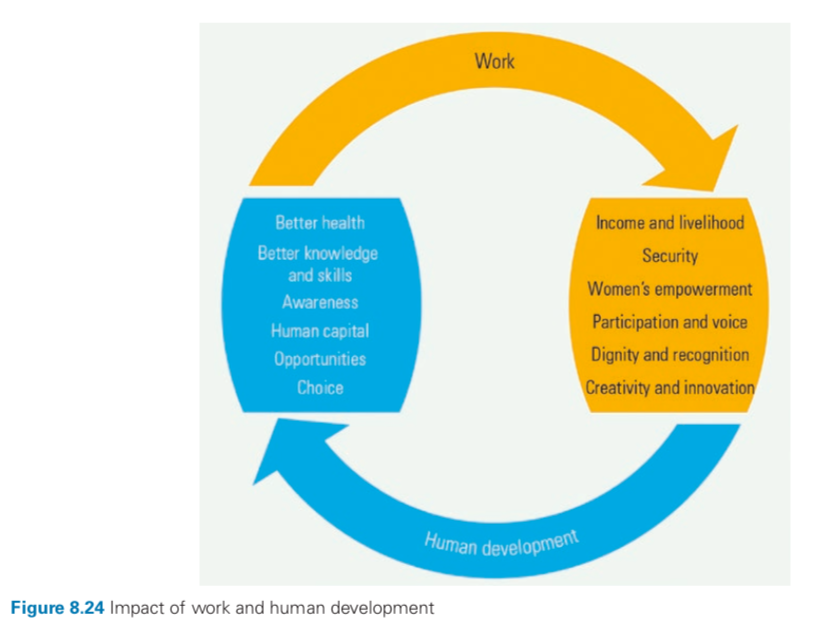 Work
Better health
Better knowledge
and skills
Awareness
Human capital
Opportunities
Choice
Income and livelihood
Security
Women's empowerment
Participation and voice
Dignity and recognition
Creativity and innovation
Human development
Figure 8.24 Impact of work and human development